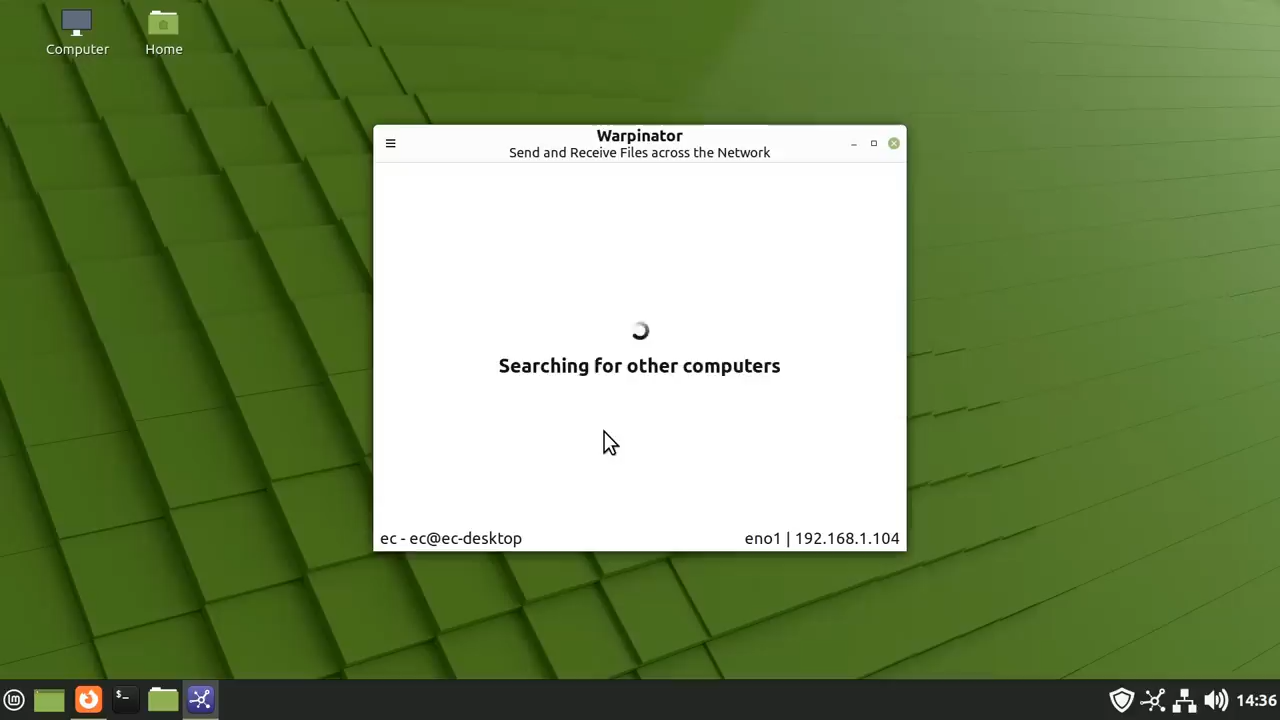 Computer
Home
Warpinator
Send and Receive Files across the Network
Searching for other computers
ec - ec@ec-desktop
eno1 | 192.168.1.104
$_
14:36